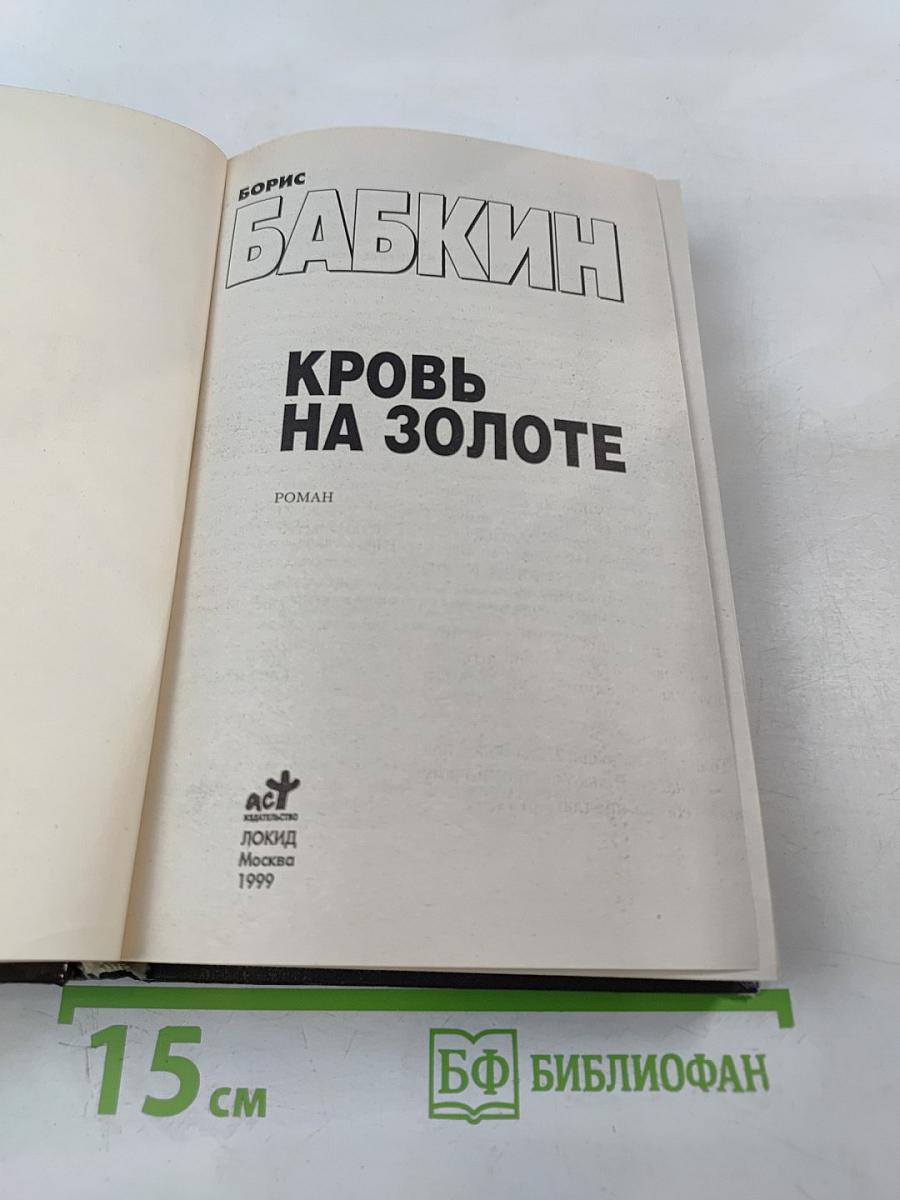 БОРИС
БАБКИН
КРОВЬ
НА ЗОЛОТЕ
РОМАН
аст
ИЗДАТЕЛЬСТВО
ЛОКИД
Москва
1999
15 см
БФ БИБЛИОФАН